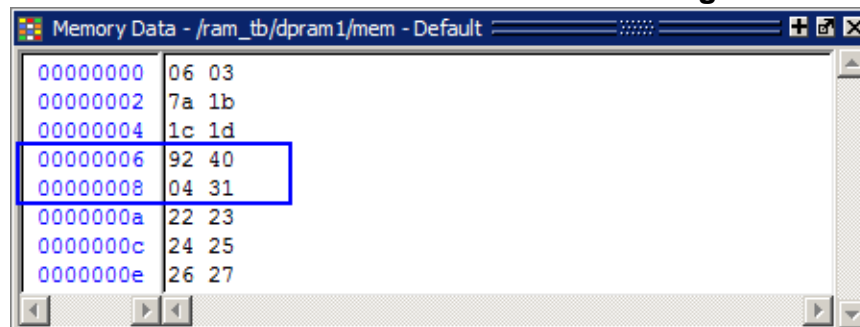 Memory Data - /ram_tb/dpram1/mem - Default
00000000 06 03
00000002 7a 1b
00000004 1c 1d
00000006 92 40
00000008 04 31
0000000a 22 23
0000000c 24 25
0000000e 26 27